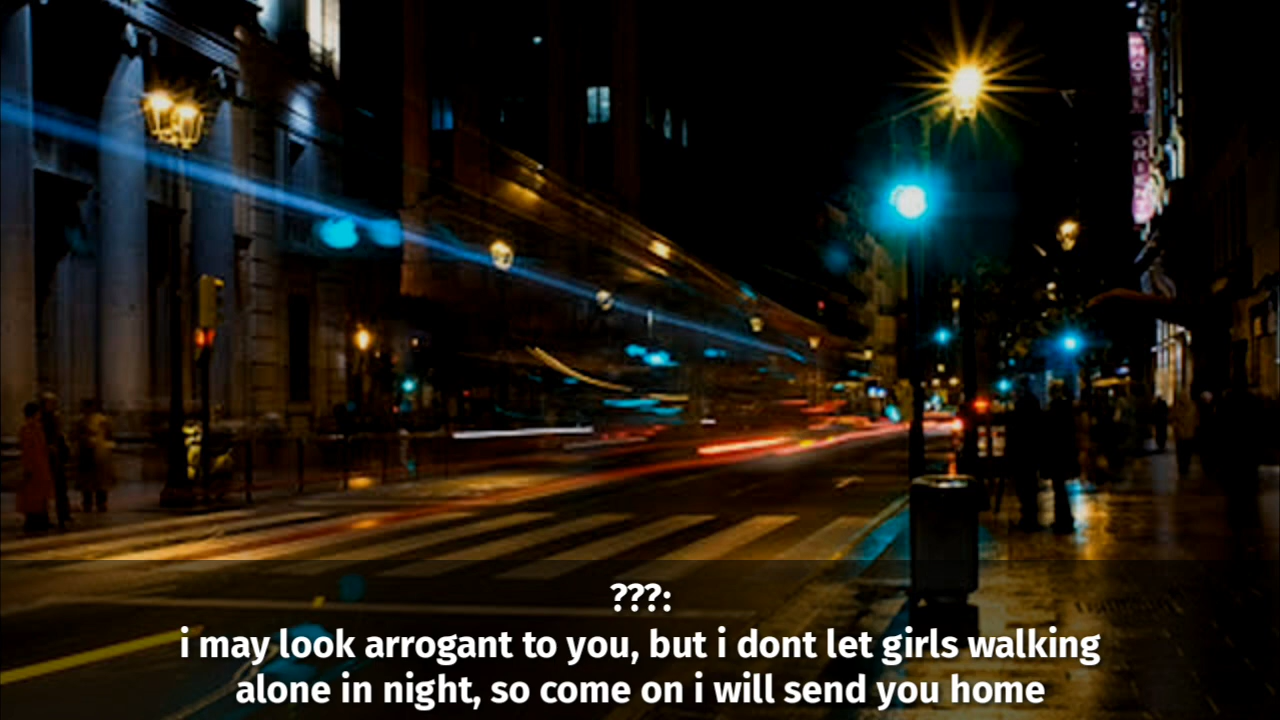 HOTEL
???:
i may look arrogant to you, but i dont let girls walking
alone in night, so come on i will send you home